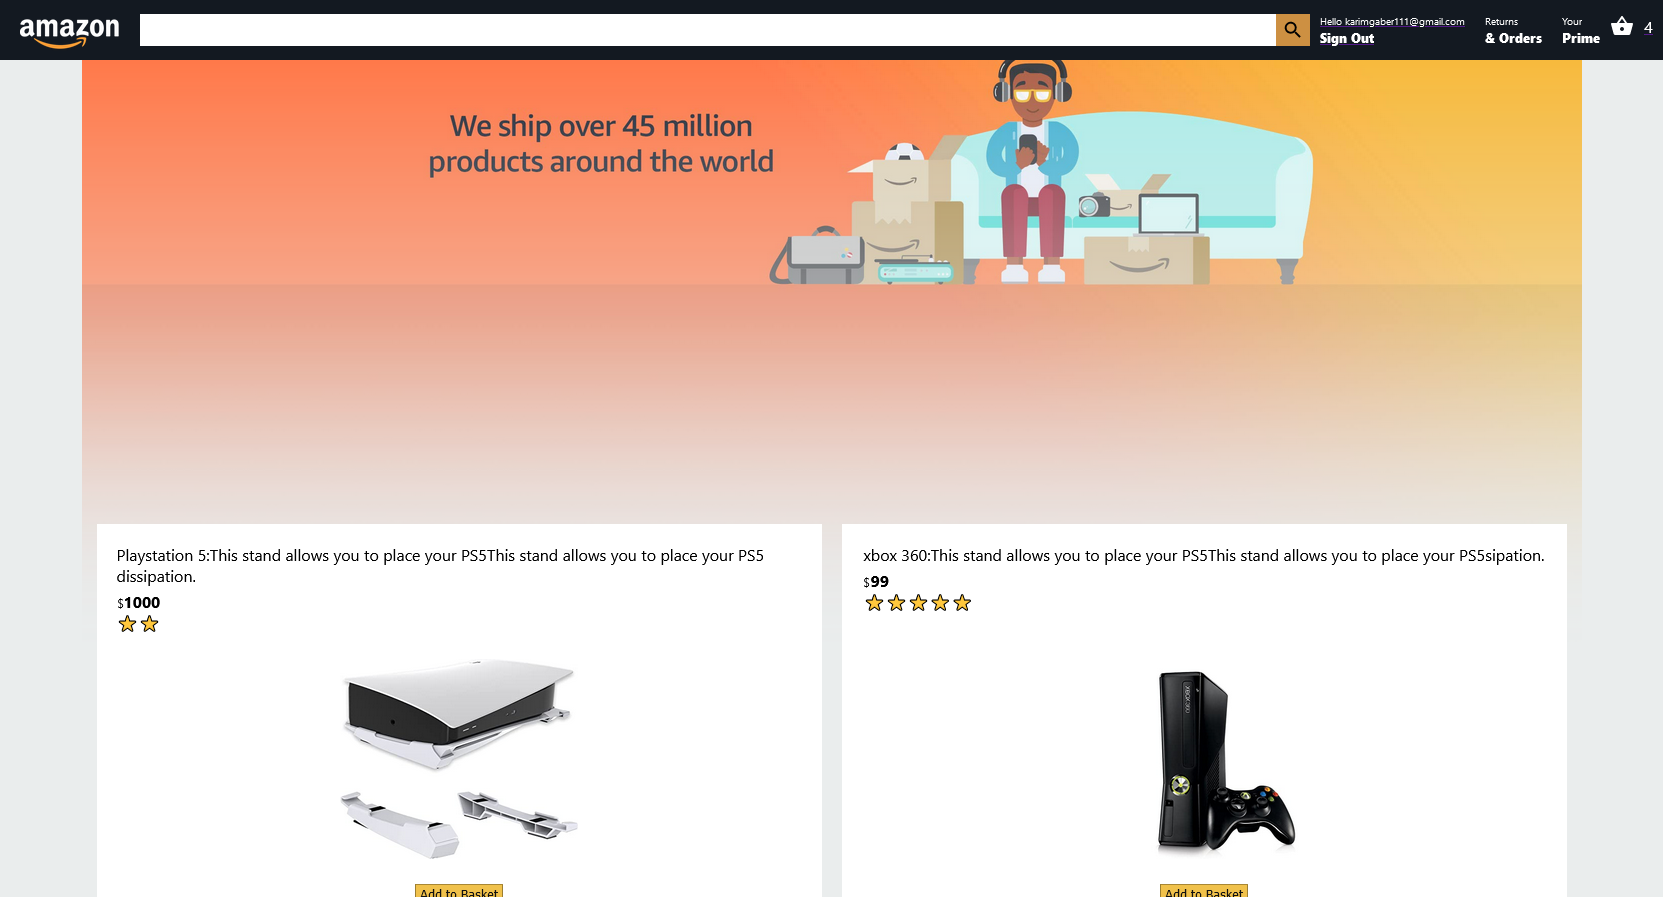 amazon
Hello karimgaber111@gmail.com
Sign Out
Returns
& Orders
Your
Prime
4
We ship over 45 million
products around the world
Playstation 5:This stand allows you to place your PS5This stand allows you to place your PS5
dissipation.
$1000
xbox 360:This stand allows you to place your PS5This stand allows you to place your PS5sipation.
$99
XBOX 360
Add to Basket
Add to Basket